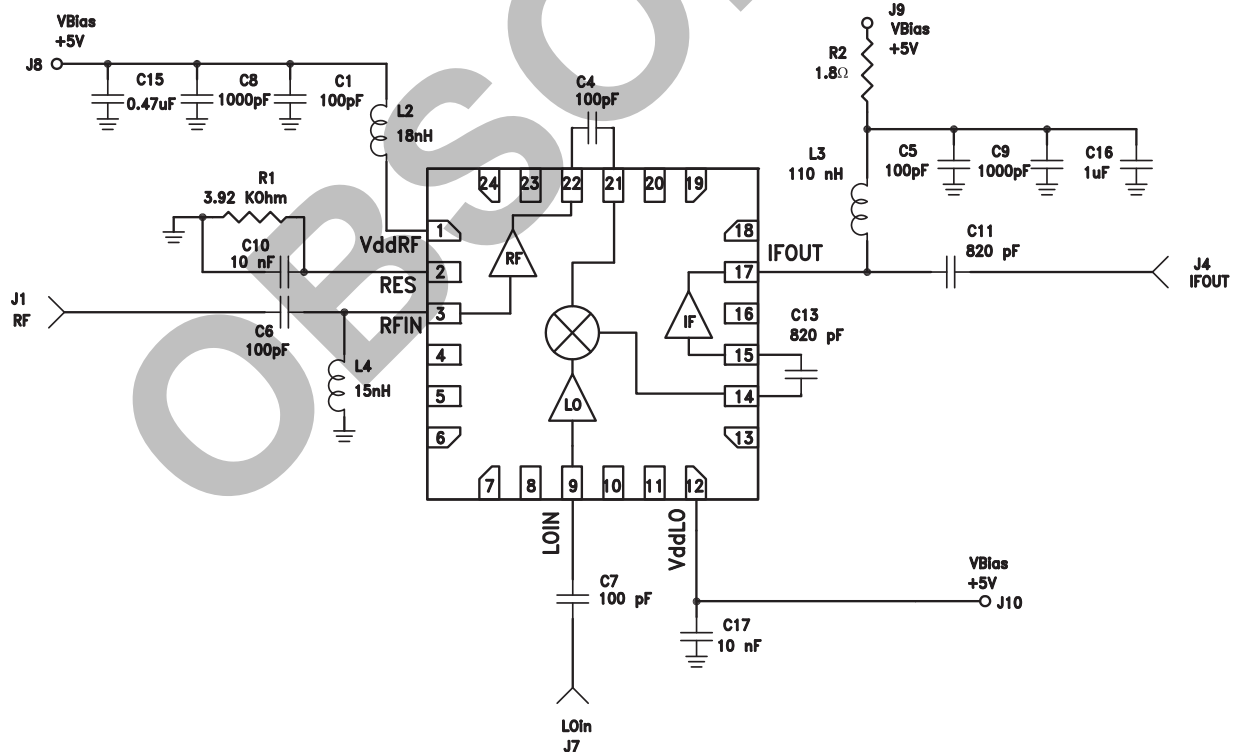 VBias
+5V
J8
C15
0.47uF
C8
1000pF
C1
100pF
L2
18nH
C4
100pF
J9
VBias
+5V
R2
1.8Ω
L3
110 nH
C5
100pF
C9
1000pF
C16
1uF
R1
3.92 KOhm
C10
10 nF
J1
RF
C6
100pF
L4
15nH
VddRF
RES
RFIN
24
23
22
21
20
19
1
2
3
4
5
6
18
17
16
15
14
13
7
8
9
10
11
12
RF
LO
IF
IFOUT
C11
820 pF
J4
IFOUT
C13
820 pF
LOIN
VddLO
C7
100 pF
LOin
J7
C17
10 nF
VBias
+5V
J10
OBSO